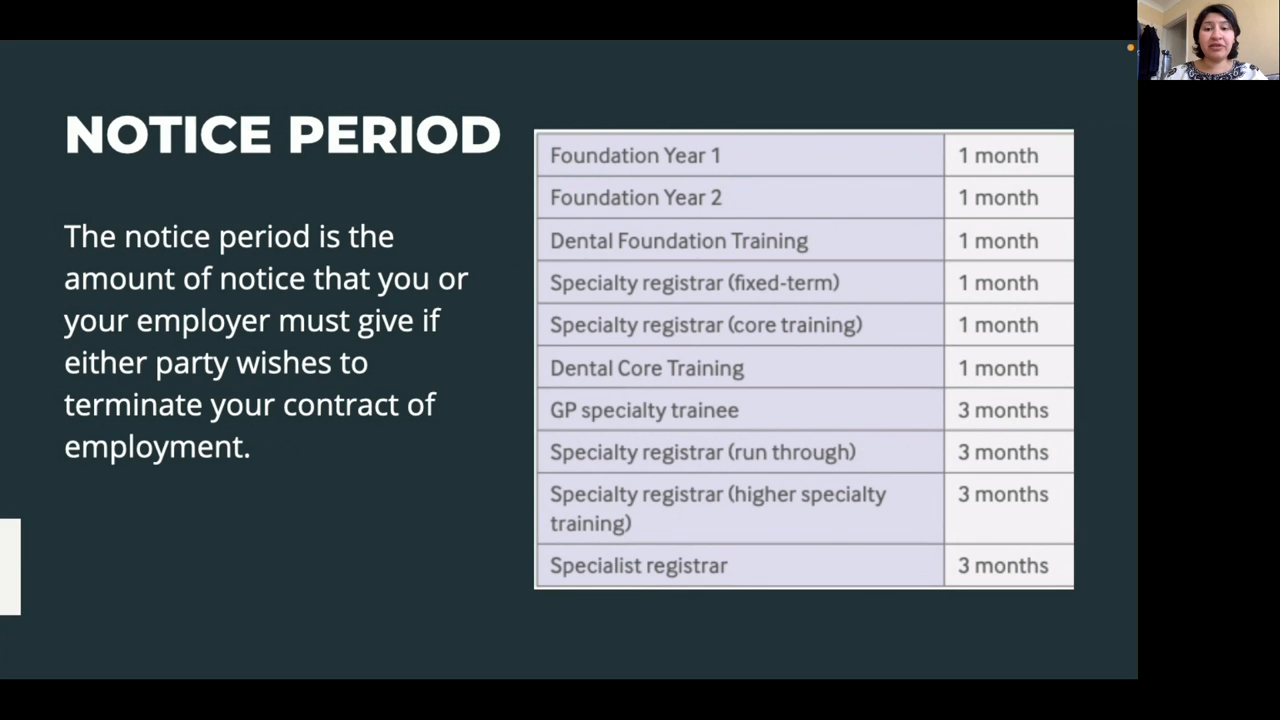 NOTICE PERIOD
The notice period is the
amount of notice that you or
your employer must give if
either party wishes to
terminate your contract of
employment.
Foundation Year 1 1 month
Foundation Year 2 1 month
Dental Foundation Training 1 month
Specialty registrar (fixed-term) 1 month
Specialty registrar (core training) 1 month
Dental Core Training 1 month
GP specialty trainee 3 months
Specialty registrar (run through) 3 months
Specialty registrar (higher specialty 3 months
training)
Specialist registrar 3 months